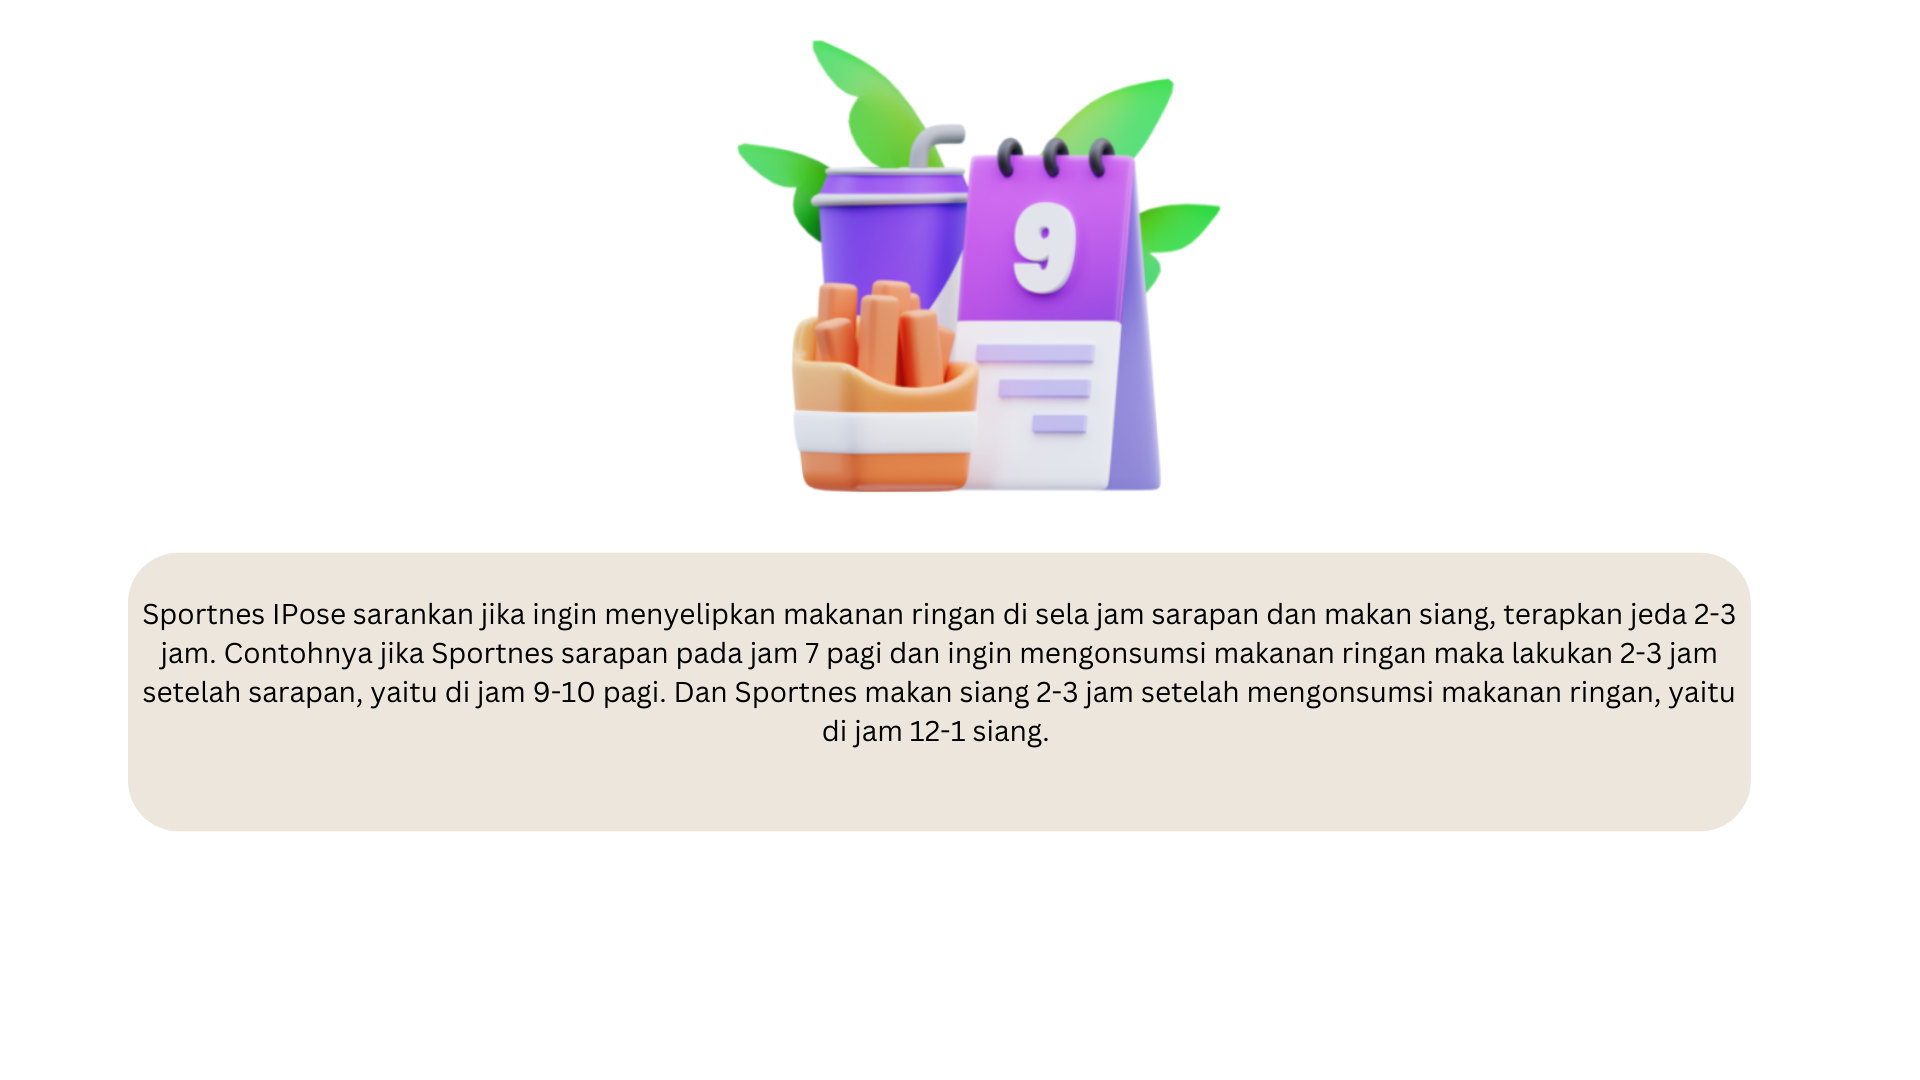 9
Sportnes IPose sarankan jika ingin menyelipkan makanan ringan di sela jam sarapan dan makan siang, terapkan jeda 2-3
jam. Contohnya jika Sportnes sarapan pada jam 7 pagi dan ingin mengonsumsi makanan ringan maka lakukan 2-3 jam
setelah sarapan, yaitu di jam 9-10 pagi. Dan Sportnes makan siang 2-3 jam setelah mengonsumsi makanan ringan, yaitu
di jam 12-1 siang.